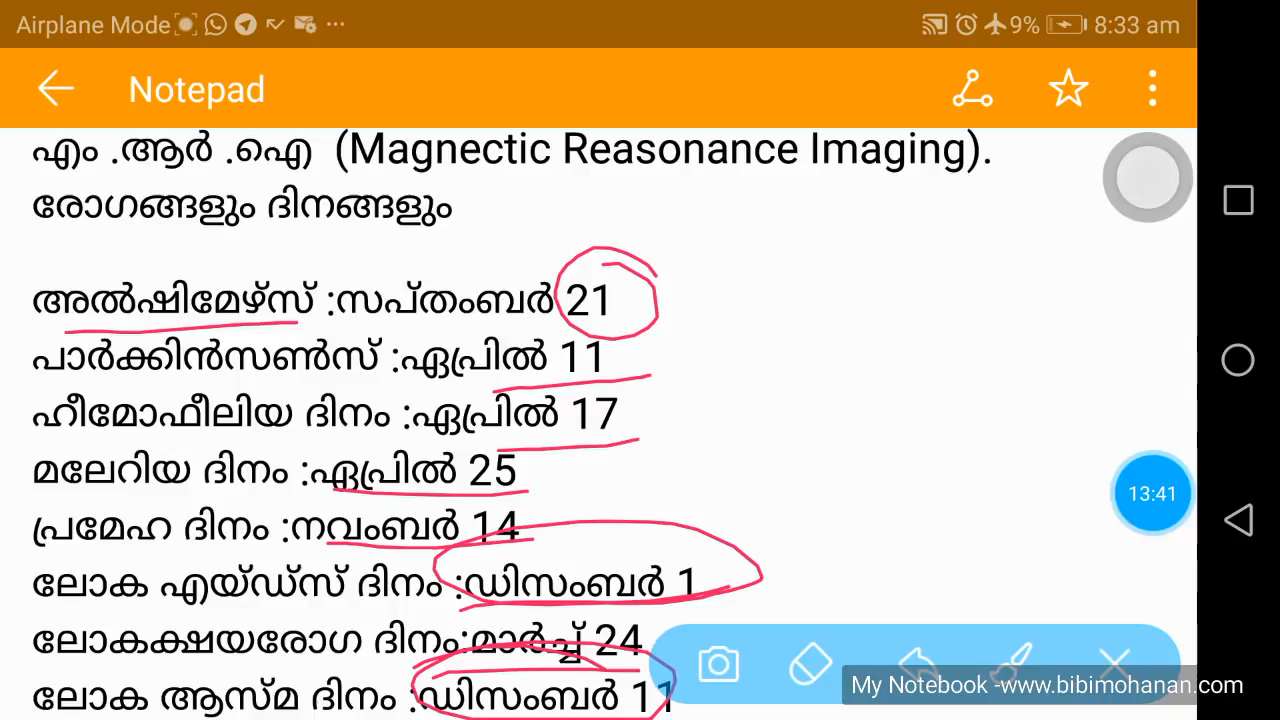 Airplane Mode ... 9% 8:33 am
Notepad
എം .ആർ .ഐ (Magnectic Reasonance Imaging).
രോഗങ്ങളും ദിനങ്ങളും
അൽഷിമേഴ്സ് :സപ്തംബർ 21
പാർക്കിൻസൺസ് :ഏപ്രിൽ 11
ഹീമോഫീലിയ ദിനം :ഏപ്രിൽ 17
മലേറിയ ദിനം :ഏപ്രിൽ 25
13:41
പ്രമേഹ ദിനം :നവംബർ 14
ലോക എയ്ഡ്സ് ദിനം :ഡിസംബർ 1
ലോകക്ഷയരോഗ ദിനം:മാർച്ച് 24
ലോക ആസ്മ ദിനം :ഡിസംബർ 11
My Notebook -www.bibimohanan.com